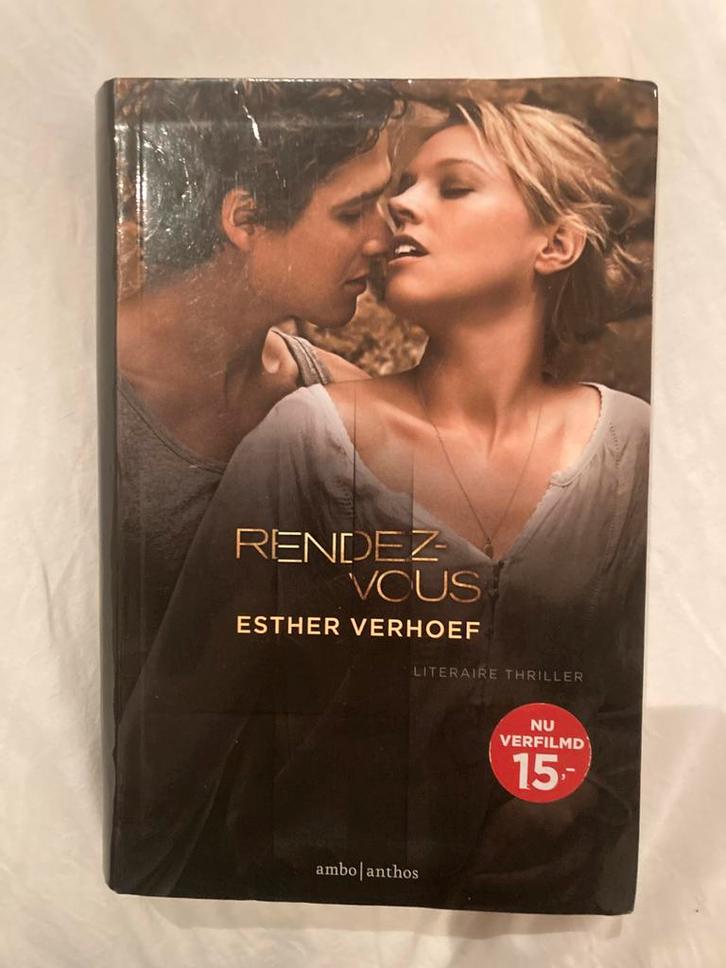 RENDEZ-
VOUS
ESTHER VERHOEF
LITERAIRE THRILLER
NU
VERFILMD
15,-
ambo|anthos